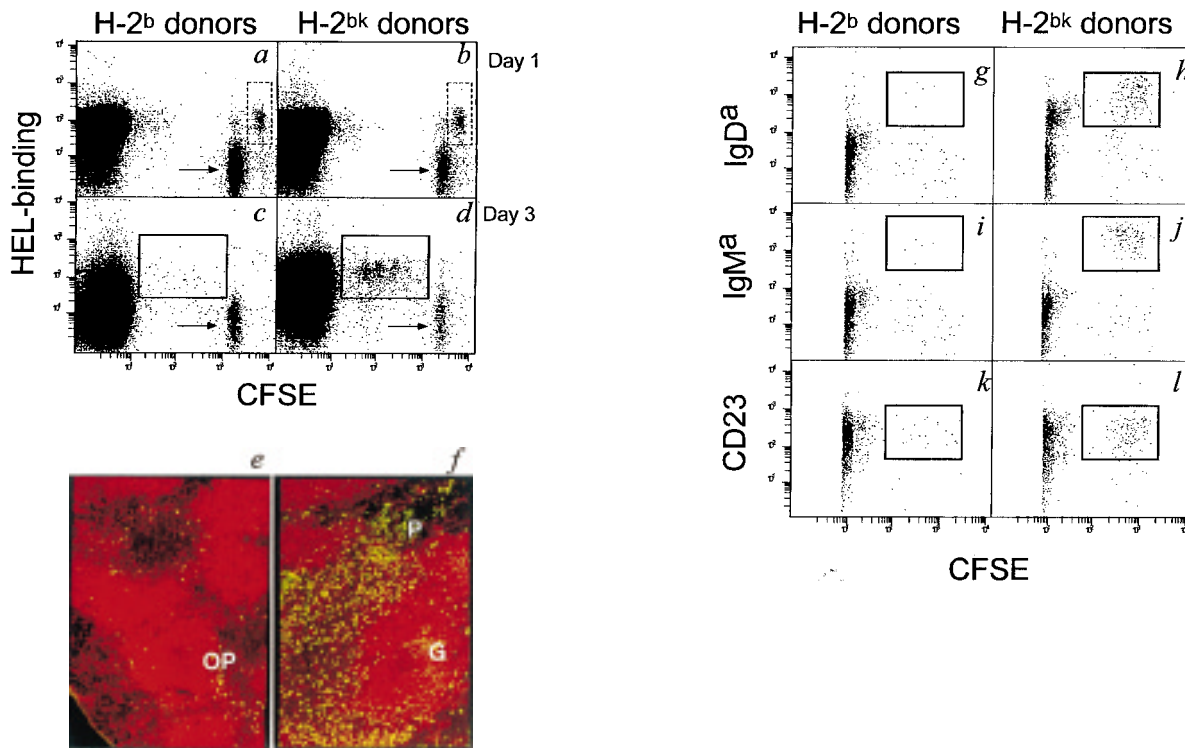 H-2b donors H-2bk donors
a b Day 1
c d Day 3
HEL-binding
CFSE
e f
OP P G
H-2b donors H-2bk donors
g h
IgDa
i j
IgMa
k l
CD23
CFSE